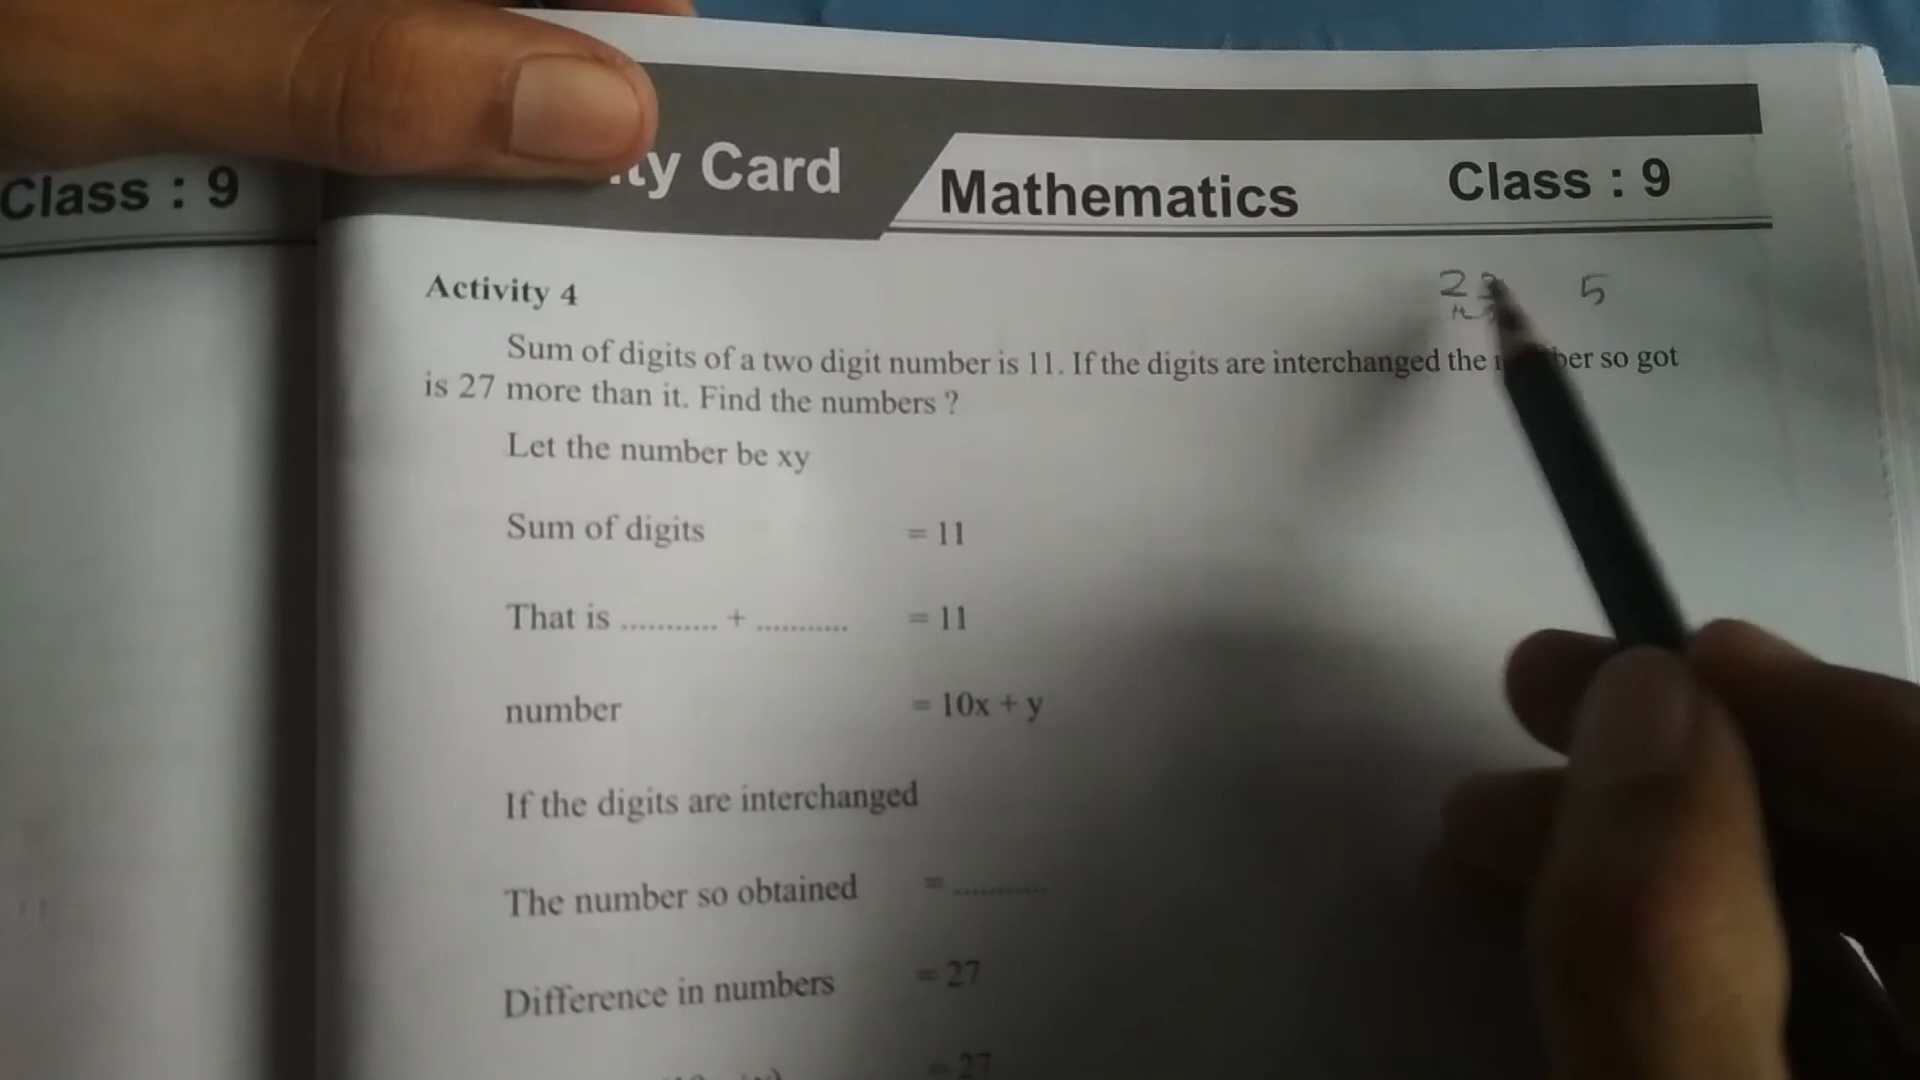 Class : 9
ty Card
Mathematics
Class : 9
Activity 4
23 5
Sum of digits of a two digit number is 11. If the digits are interchanged the so got
is 27 more than it. Find the numbers ?
Let the number be xy
Sum of digits = 11
That is ........... + ........... = 11
number = 10x + y
If the digits are interchanged
The number so obtained = ...........
Difference in numbers = 27
= 27